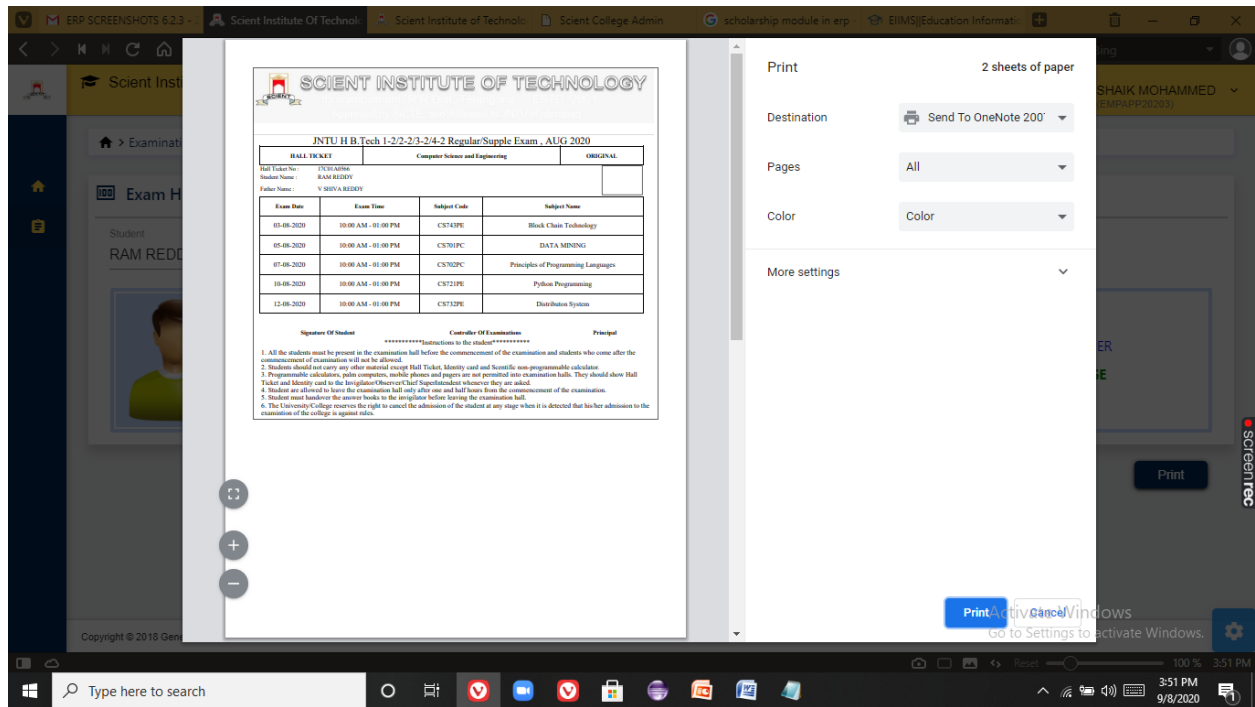 ERP SCREENSHOTS 6.2.3 -
Scient Institute Of Technolo
Scient Institute of Technolo
Scient College Admin
scholarship module in erp
EIIMS||Education Informatic
Scient Insti
SHAIK MOHAMMED
(EMPAPP20203)
Examinati
Exam H
Student
RAM REDD
ER
SE
Print
Copyright © 2018 Gene
SCIENT INSTITUTE OF TECHNOLOGY
JNTU H B.Tech 1-2/2-2/3-2/4-2 Regular/Supple Exam , AUG 2020
HALL TICKET Computer Science and Engineering ORIGINAL
Hall Ticket No : 17C01A0566
Student Name : RAM REDDY
Father Name : V SHIVA REDDY
Exam Date Exam Time Subject Code Subject Name
03-08-2020 10:00 AM - 01:00 PM CS743PE Block Chain Technology
05-08-2020 10:00 AM - 01:00 PM CS701PC DATA MINING
07-08-2020 10:00 AM - 01:00 PM CS702PC Principles of Programming Languages
10-08-2020 10:00 AM - 01:00 PM CS721PE Python Programming
12-08-2020 10:00 AM - 01:00 PM CS732PE Distributon System
Signature Of Student Controller Of Examinations Principal
***********Instructions to the student***********
1. All the students must be present in the examination hall before the commencement of the examination and students who come after the
commencement of examination will not be allowed.
2. Students should not carry any other material except Hall Ticket, Identity card and Scentific non-programmable calculator.
3. Programmable calculators, palm computers, mobile phones and pagers are not permitted into examination halls. They should show Hall
Ticket and Identity card to the Invigilator/Observer/Chief SuperIntendent whenever they are asked.
4. Student are allowed to leave the examination hall only after one and half hours from the commencement of the examination.
5. Student must handover the answer books to the invigilator before leaving the examination hall.
6. The University/College reserves the right to cancel the admission of the student at any stage when it is detected that his/her admission to the
examintion of the college is against rules.
Print 2 sheets of paper
Destination Send To OneNote 200
Pages All
Color Color
More settings
Print Cancel
Activate Windows
Go to Settings to activate Windows.
screenrec
Reset 100 % 3:51 PM
Type here to search
3:51 PM
9/8/2020